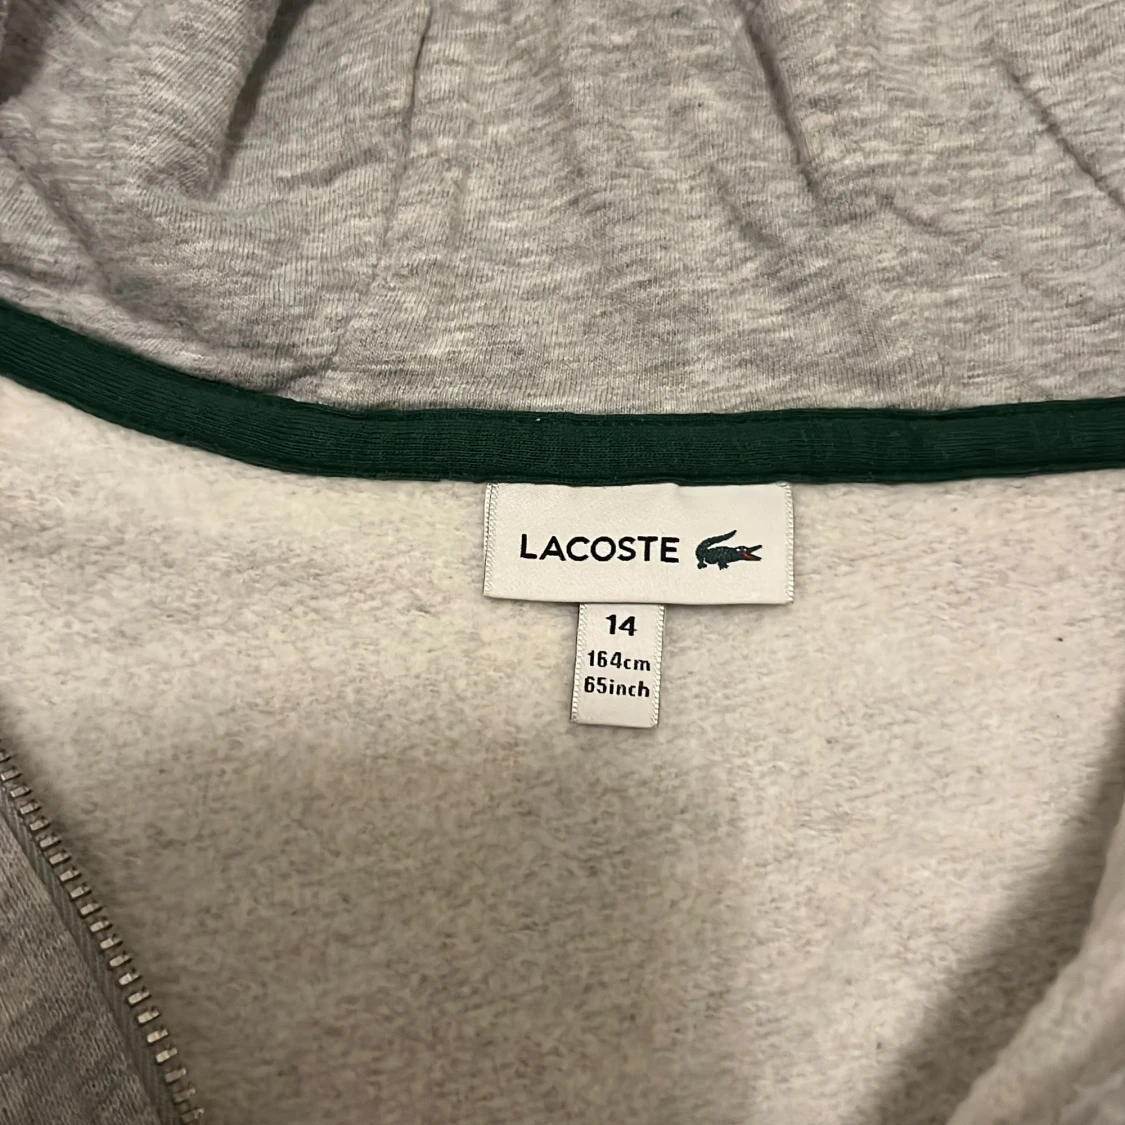 LACOSTE
14
164cm
65inch